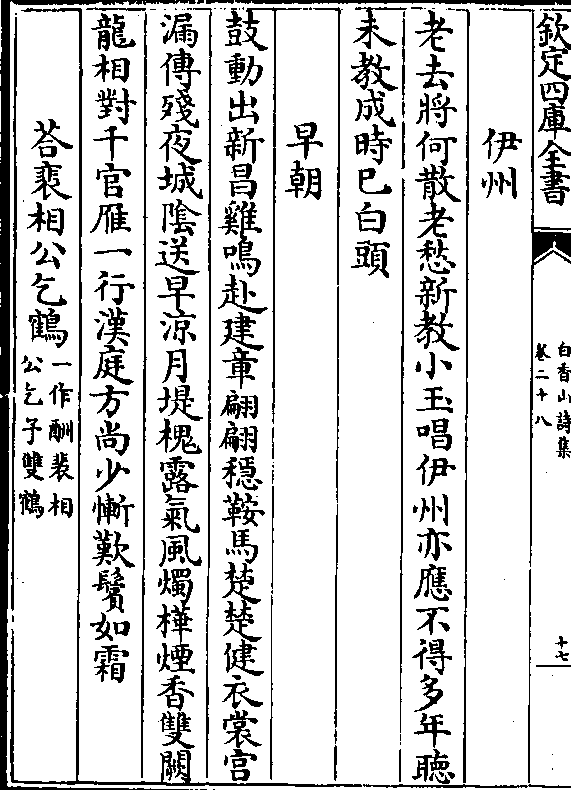 欽定四庫全書
白香山詩集
卷二十八
十七
伊州
老去將何散老愁新教小玉唱伊州亦應不得多年聽
未教成時已白頭
早朝
鼓動出新昌雞鳴赴建章翩翩穩鞍馬楚楚健衣裳宫
漏傳殘夜城隂送早凉月堤槐露氣風燭樺煙香雙闕
龍相對千官雁一行漢庭方尚少慚歎鬢如霜
荅裴相公乞鶴
一作酬裴相
公乞予雙鶴